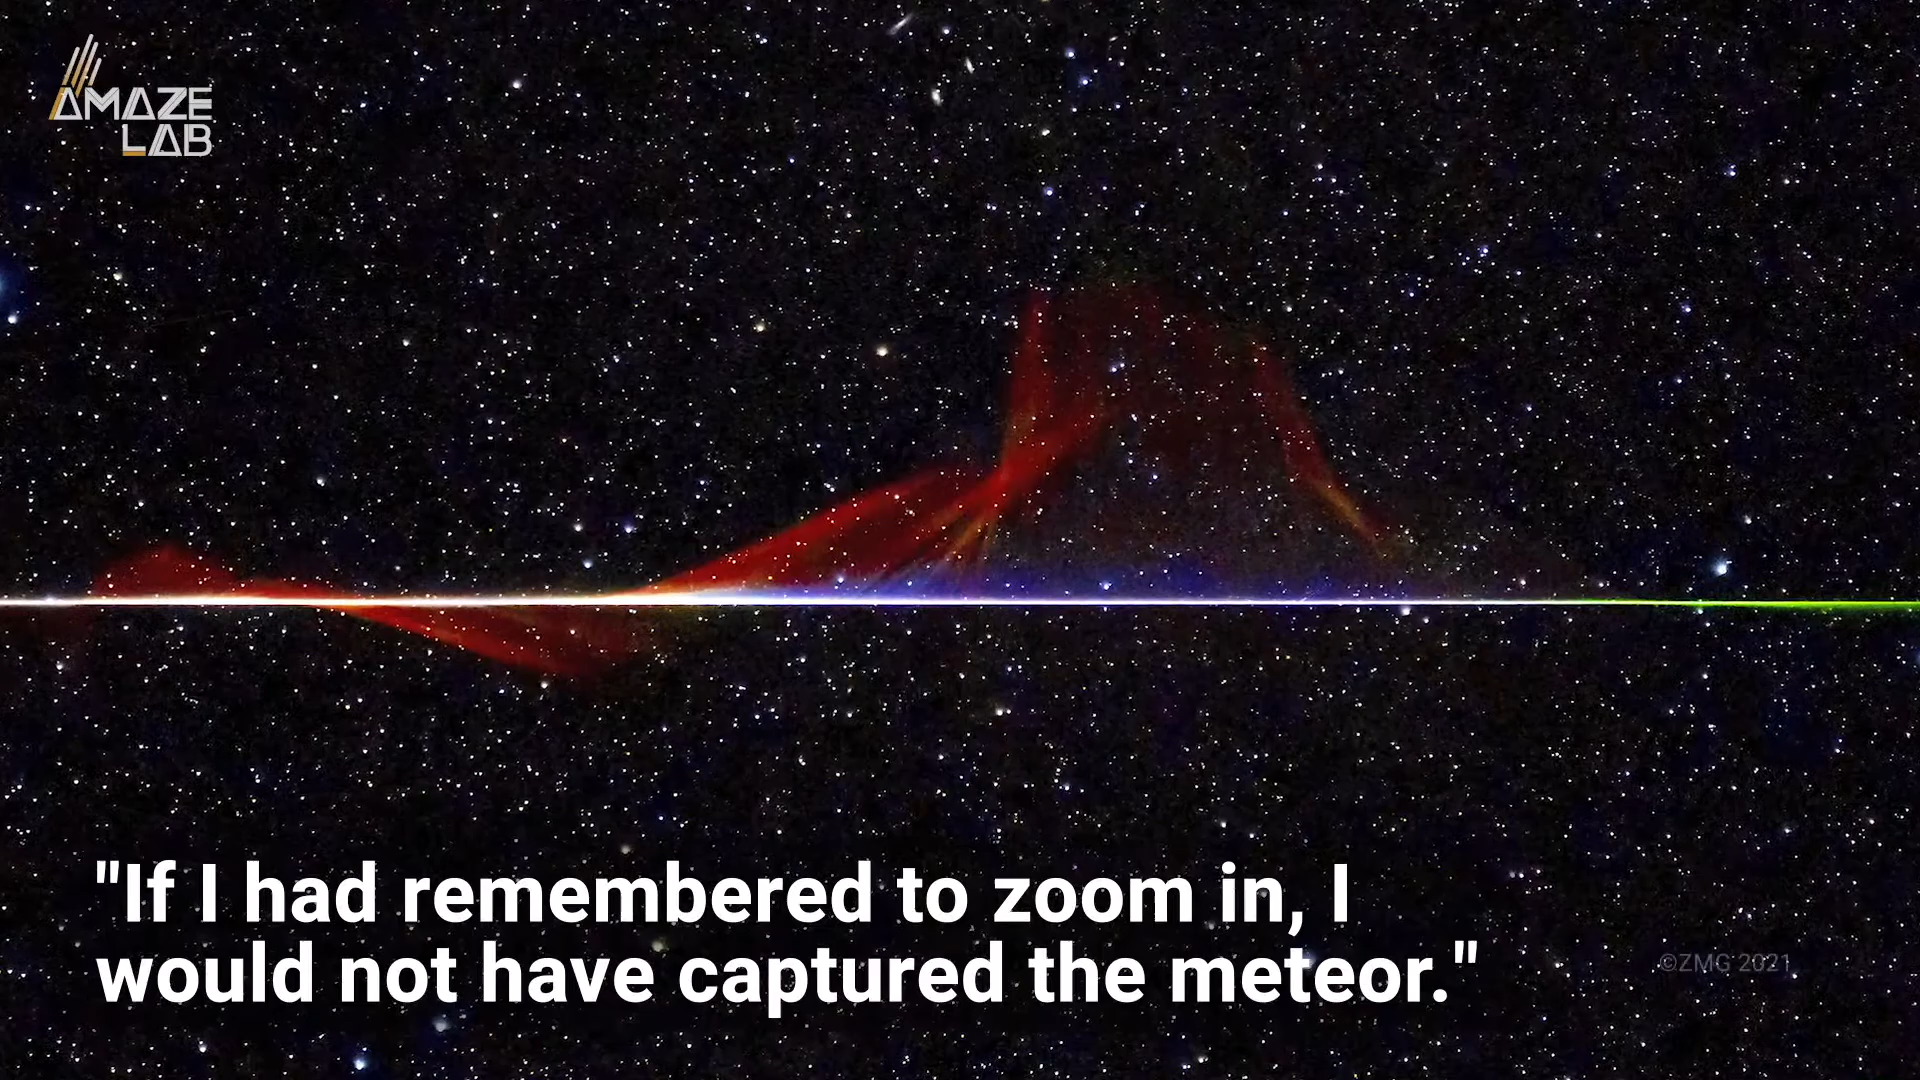 AMAZE
LAB
"If I had remembered to zoom in, I
would not have captured the meteor."
©ZMG 2021